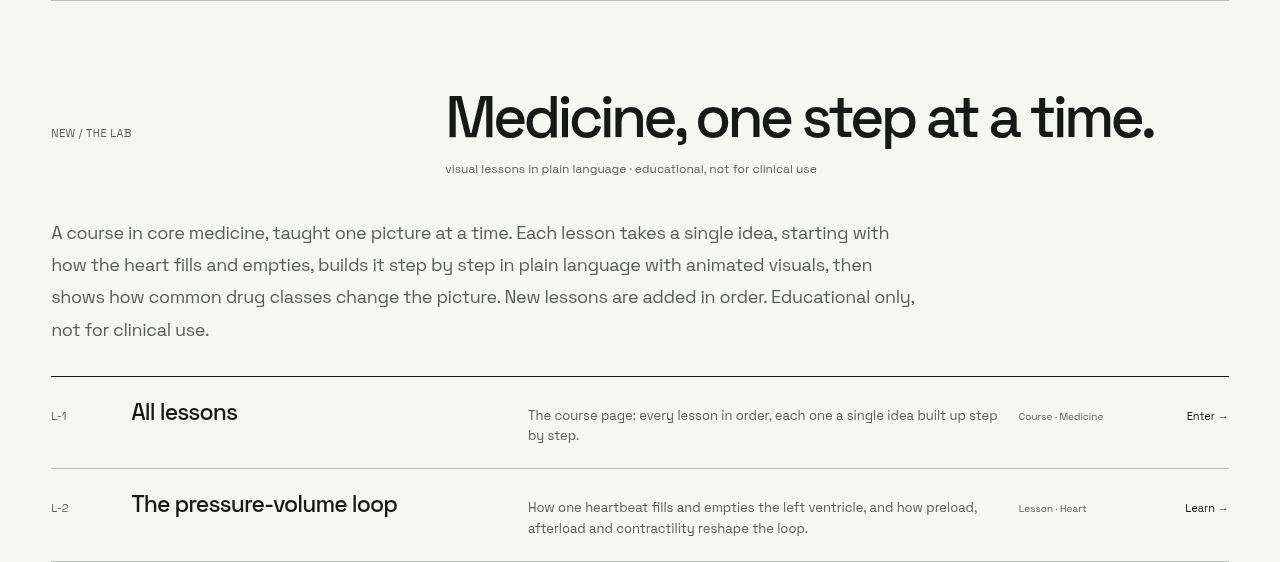 NEW / THE LAB
Medicine, one step at a time.
visual lessons in plain language · educational, not for clinical use
A course in core medicine, taught one picture at a time. Each lesson takes a single idea, starting with
how the heart fills and empties, builds it step by step in plain language with animated visuals, then
shows how common drug classes change the picture. New lessons are added in order. Educational only,
not for clinical use.
L-1
All lessons
The course page: every lesson in order, each one a single idea built up step
by step.
Course · Medicine
Enter →
L-2
The pressure-volume loop
How one heartbeat fills and empties the left ventricle, and how preload,
afterload and contractility reshape the loop.
Lesson · Heart
Learn →